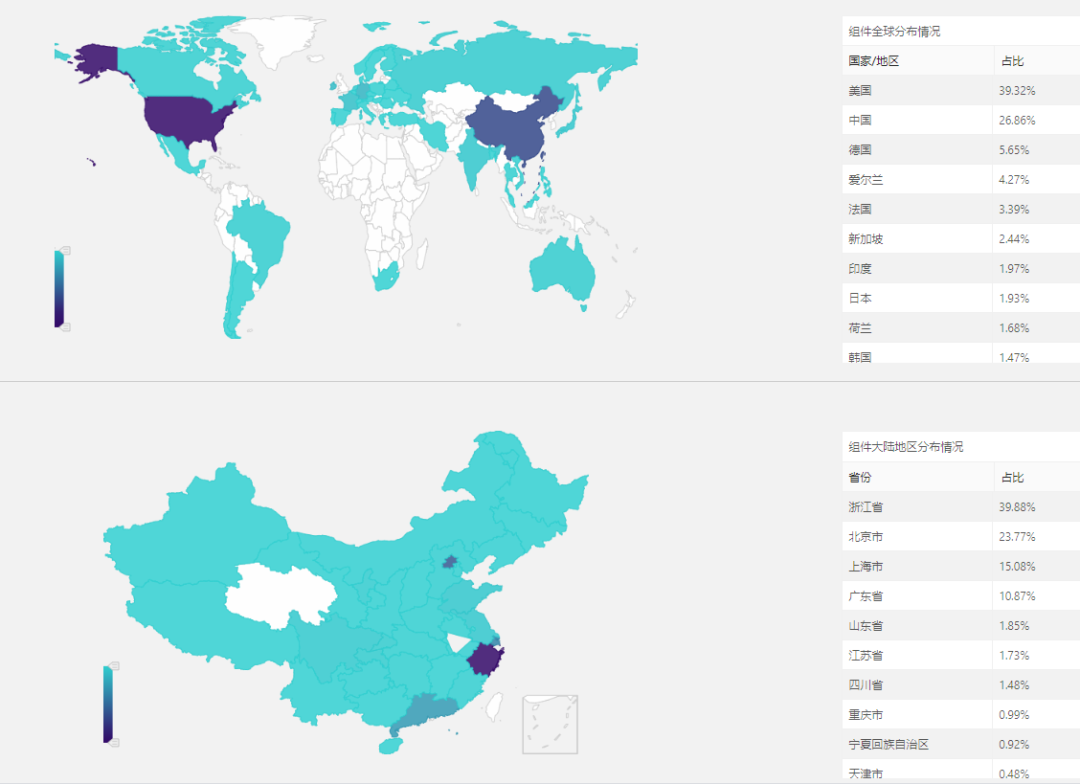 组件全球分布情况
国家/地区 占比
美国 39.32%
中国 26.86%
德国 5.65%
爱尔兰 4.27%
法国 3.39%
新加坡 2.44%
印度 1.97%
日本 1.93%
荷兰 1.68%
韩国 1.47%
组件大陆地区分布情况
省份 占比
浙江省 39.88%
北京市 23.77%
上海市 15.08%
广东省 10.87%
山东省 1.85%
江苏省 1.73%
四川省 1.48%
重庆市 0.99%
宁夏回族自治区 0.92%
天津市 0.48%